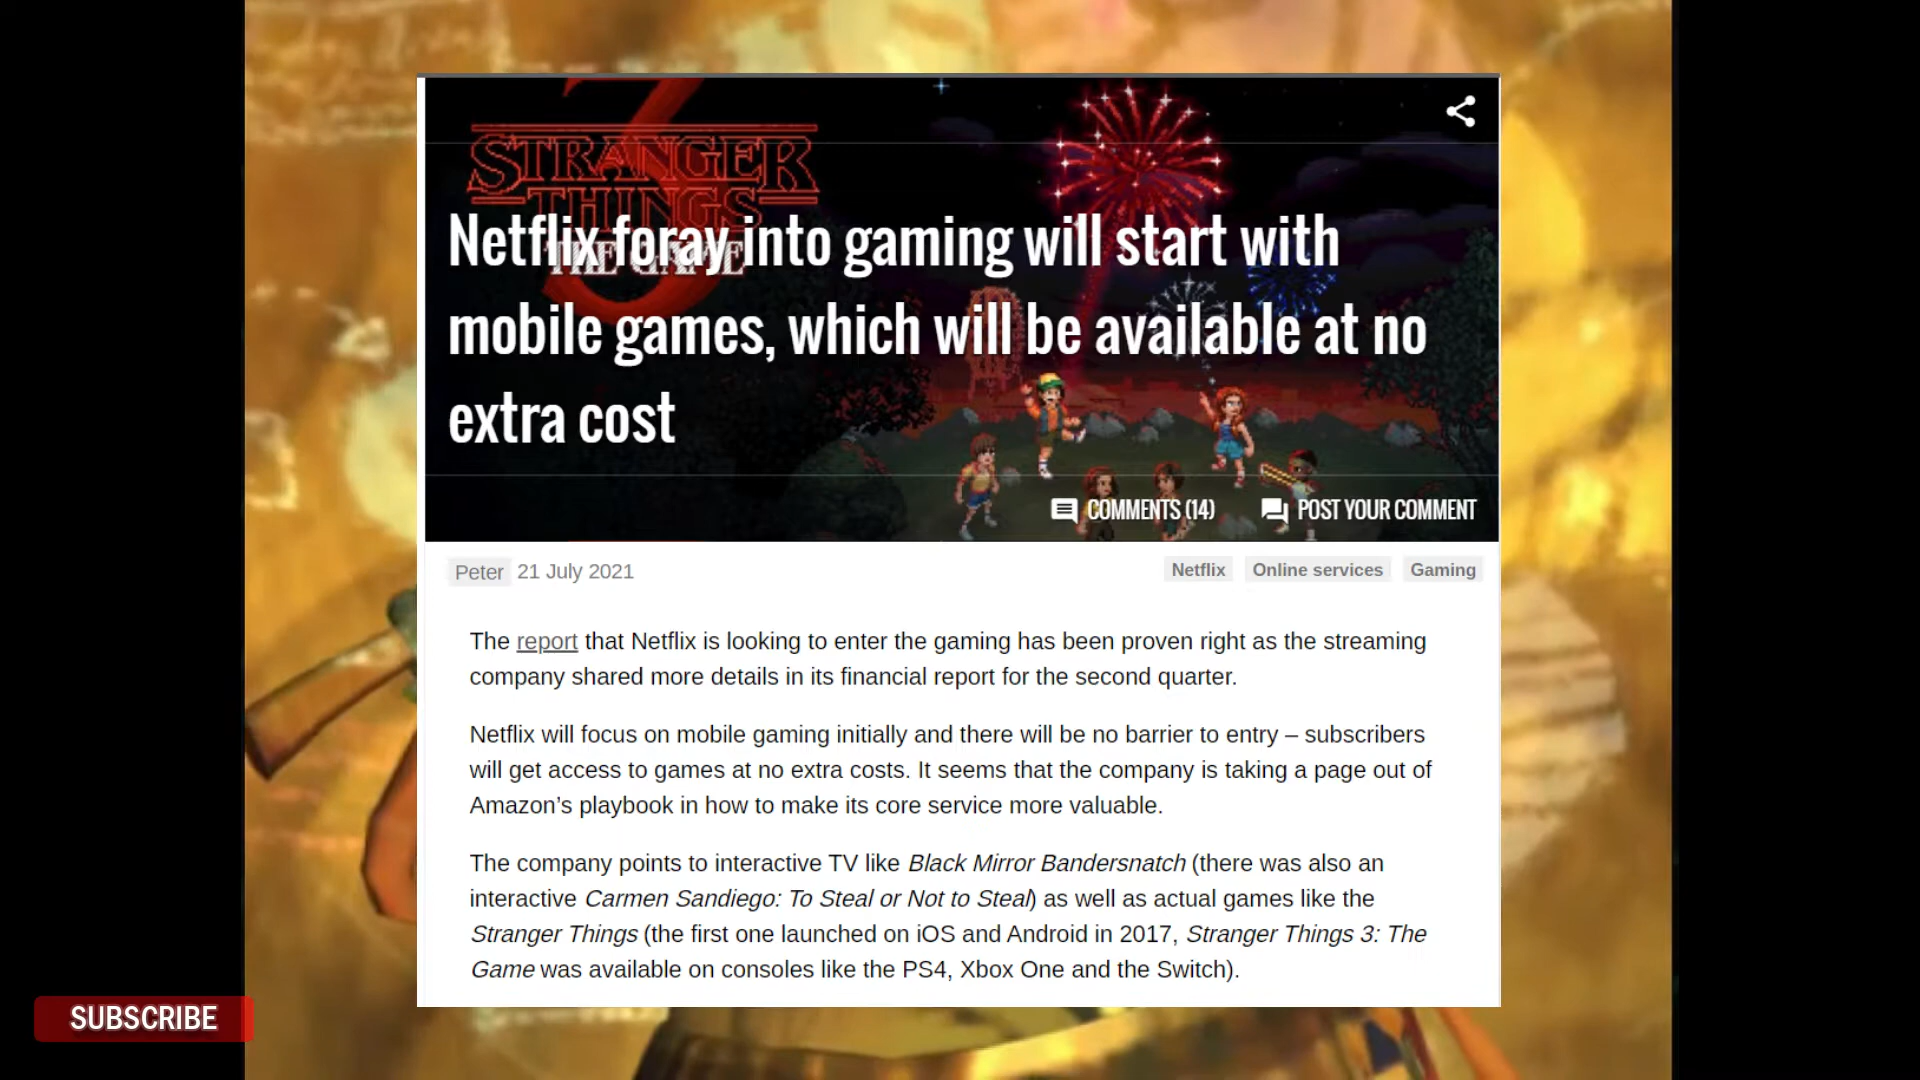 STRANGER
THINGS
3
THE GAME
Netflix foray into gaming will start with
mobile games, which will be available at no
extra cost
COMMENTS (14) POST YOUR COMMENT
Peter 21 July 2021 Netflix Online services Gaming
The report that Netflix is looking to enter the gaming has been proven right as the streaming
company shared more details in its financial report for the second quarter.
Netflix will focus on mobile gaming initially and there will be no barrier to entry – subscribers
will get access to games at no extra costs. It seems that the company is taking a page out of
Amazon’s playbook in how to make its core service more valuable.
The company points to interactive TV like Black Mirror Bandersnatch (there was also an
interactive Carmen Sandiego: To Steal or Not to Steal) as well as actual games like the
Stranger Things (the first one launched on iOS and Android in 2017, Stranger Things 3: The
Game was available on consoles like the PS4, Xbox One and the Switch).
SUBSCRIBE